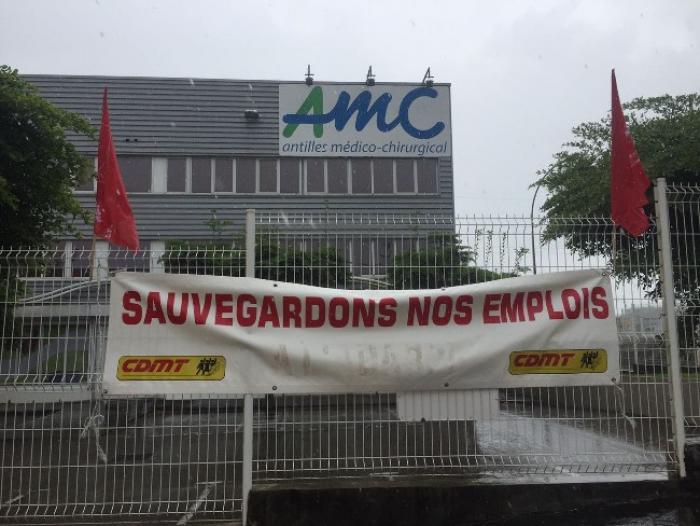 AMC
antilles médico-chirurgical
SAUVEGARDONS NOS EMPLOIS
CDMT
CDMT